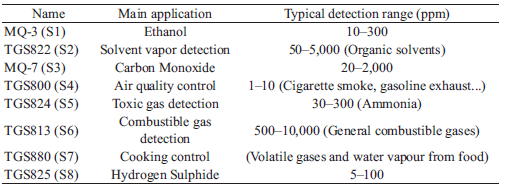 Name Main application Typical detection range (ppm)
MQ-3 (S1) Ethanol 10–300
TGS822 (S2) Solvent vapor detection 50–5,000 (Organic solvents)
MQ-7 (S3) Carbon Monoxide 20–2,000
TGS800 (S4) Air quality control 1–10 (Cigarette smoke, gasoline exhaust...)
TGS824 (S5) Toxic gas detection 30–300 (Ammonia)
TGS813 (S6) Combustible gas detection 500–10,000 (General combustible gases)
TGS880 (S7) Cooking control (Volatile gases and water vapour from food)
TGS825 (S8) Hydrogen Sulphide 5–100